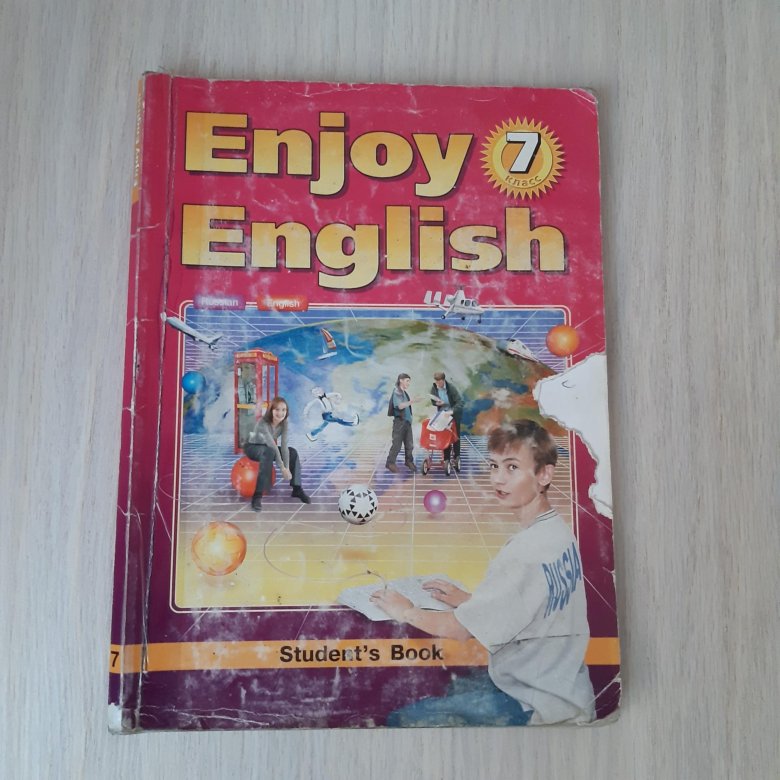 Enjoy
7
класс
English
Russian English
RUSSIA
Student's Book
7